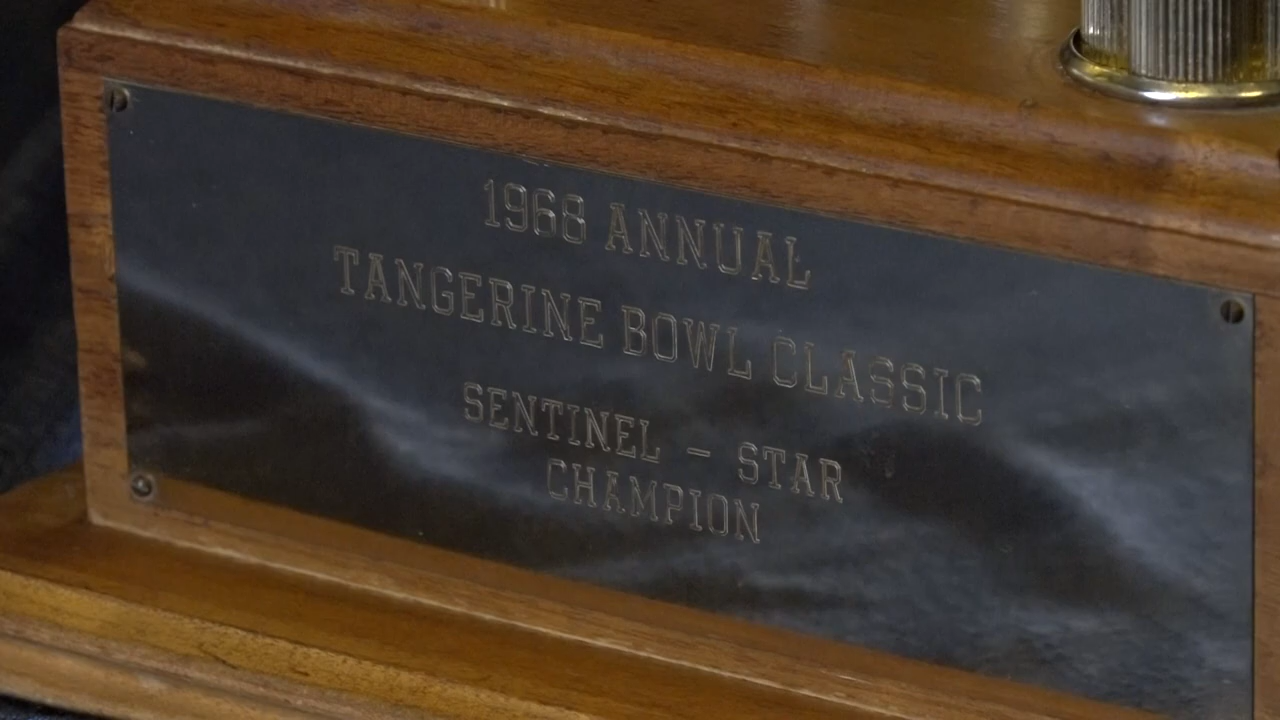 1968 ANNUAL
TANGERINE BOWL CLASSIC
SENTINEL – STAR
CHAMPION